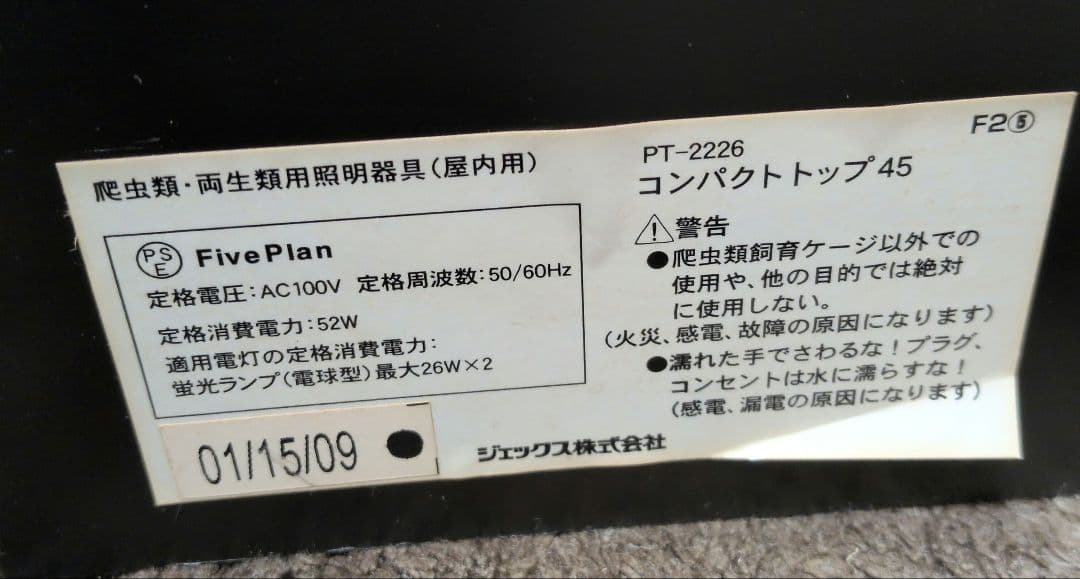 爬虫類・両生類用照明器具(屋内用)
PSE FivePlan
定格電圧:AC100V 定格周波数:50/60Hz
定格消費電力:52W
適用電灯の定格消費電力:
蛍光ランプ(電球型)最大26W×2
01/15/09
F2⑤
PT-2226
コンパクトトップ45
警告
●爬虫類飼育ケージ以外での
使用や、他の目的では絶対
に使用しない。
(火災、感電、故障の原因になります)
●濡れた手でさわるな!プラグ、
コンセントは水に濡らすな!
(感電、漏電の原因になります)
ジェックス株式会社